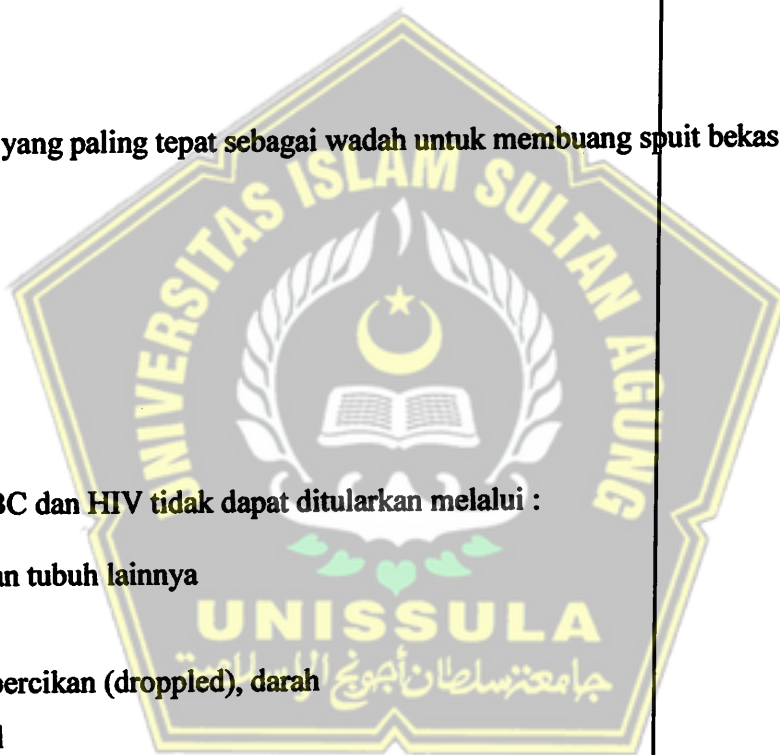 yang paling tepat sebagai wadah untuk membuang spuit bekas
UNIVERSITAS ISLAM SULTAN AGUNG
BC dan HIV tidak dapat ditularkan melalui :
an tubuh lainnya
UNISSULA
percikan (droppled), darah
جامعة سلطان أجونج الإسلامية